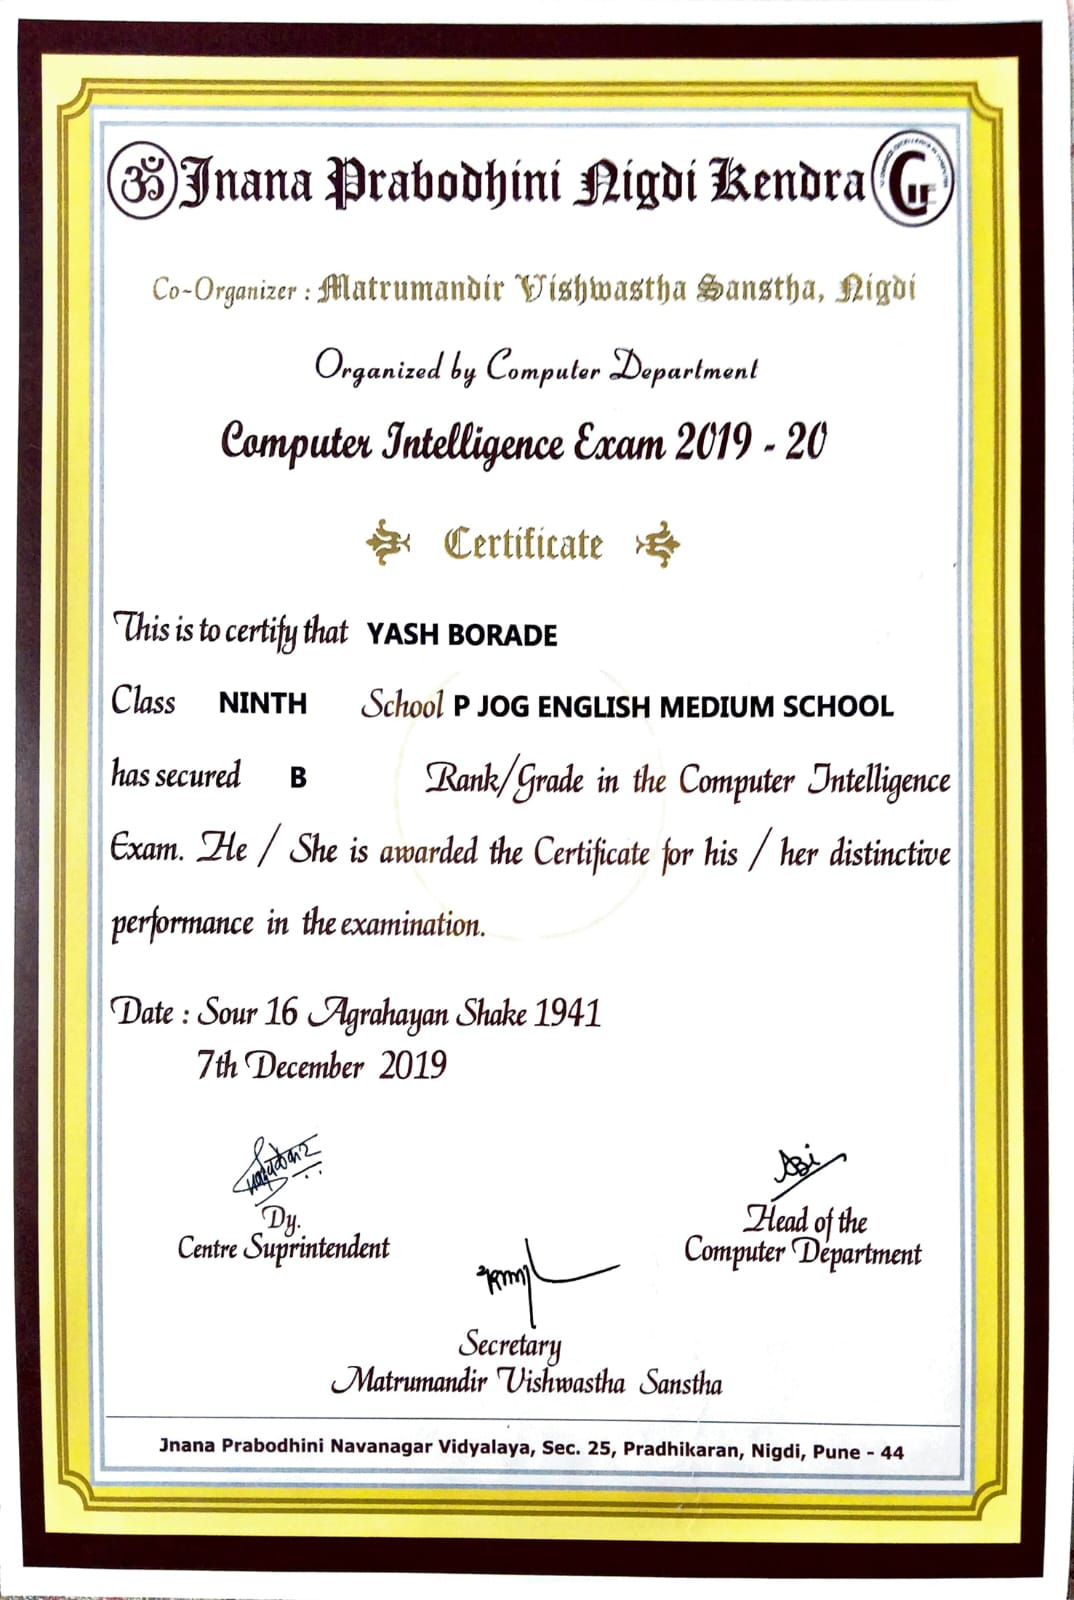 ॐ Jnana Prabodhini Nigdi Kendra CIE
Co-Organizer : Matrumandir Vishwastha Sanstha, Nigdi
Organized by Computer Department
Computer Intelligence Exam 2019 - 20
Certificate
This is to certify that YASH BORADE
Class NINTH School P JOG ENGLISH MEDIUM SCHOOL
has secured B Rank/Grade in the Computer Intelligence
Exam. He / She is awarded the Certificate for his / her distinctive
performance in the examination.
Date : Sour 16 Agrahayan Shake 1941
7th December 2019
Dy.
Centre Suprintendent
Head of the
Computer Department
Secretary
Matrumandir Vishwastha Sanstha
Jnana Prabodhini Navanagar Vidyalaya, Sec. 25, Pradhikaran, Nigdi, Pune - 44